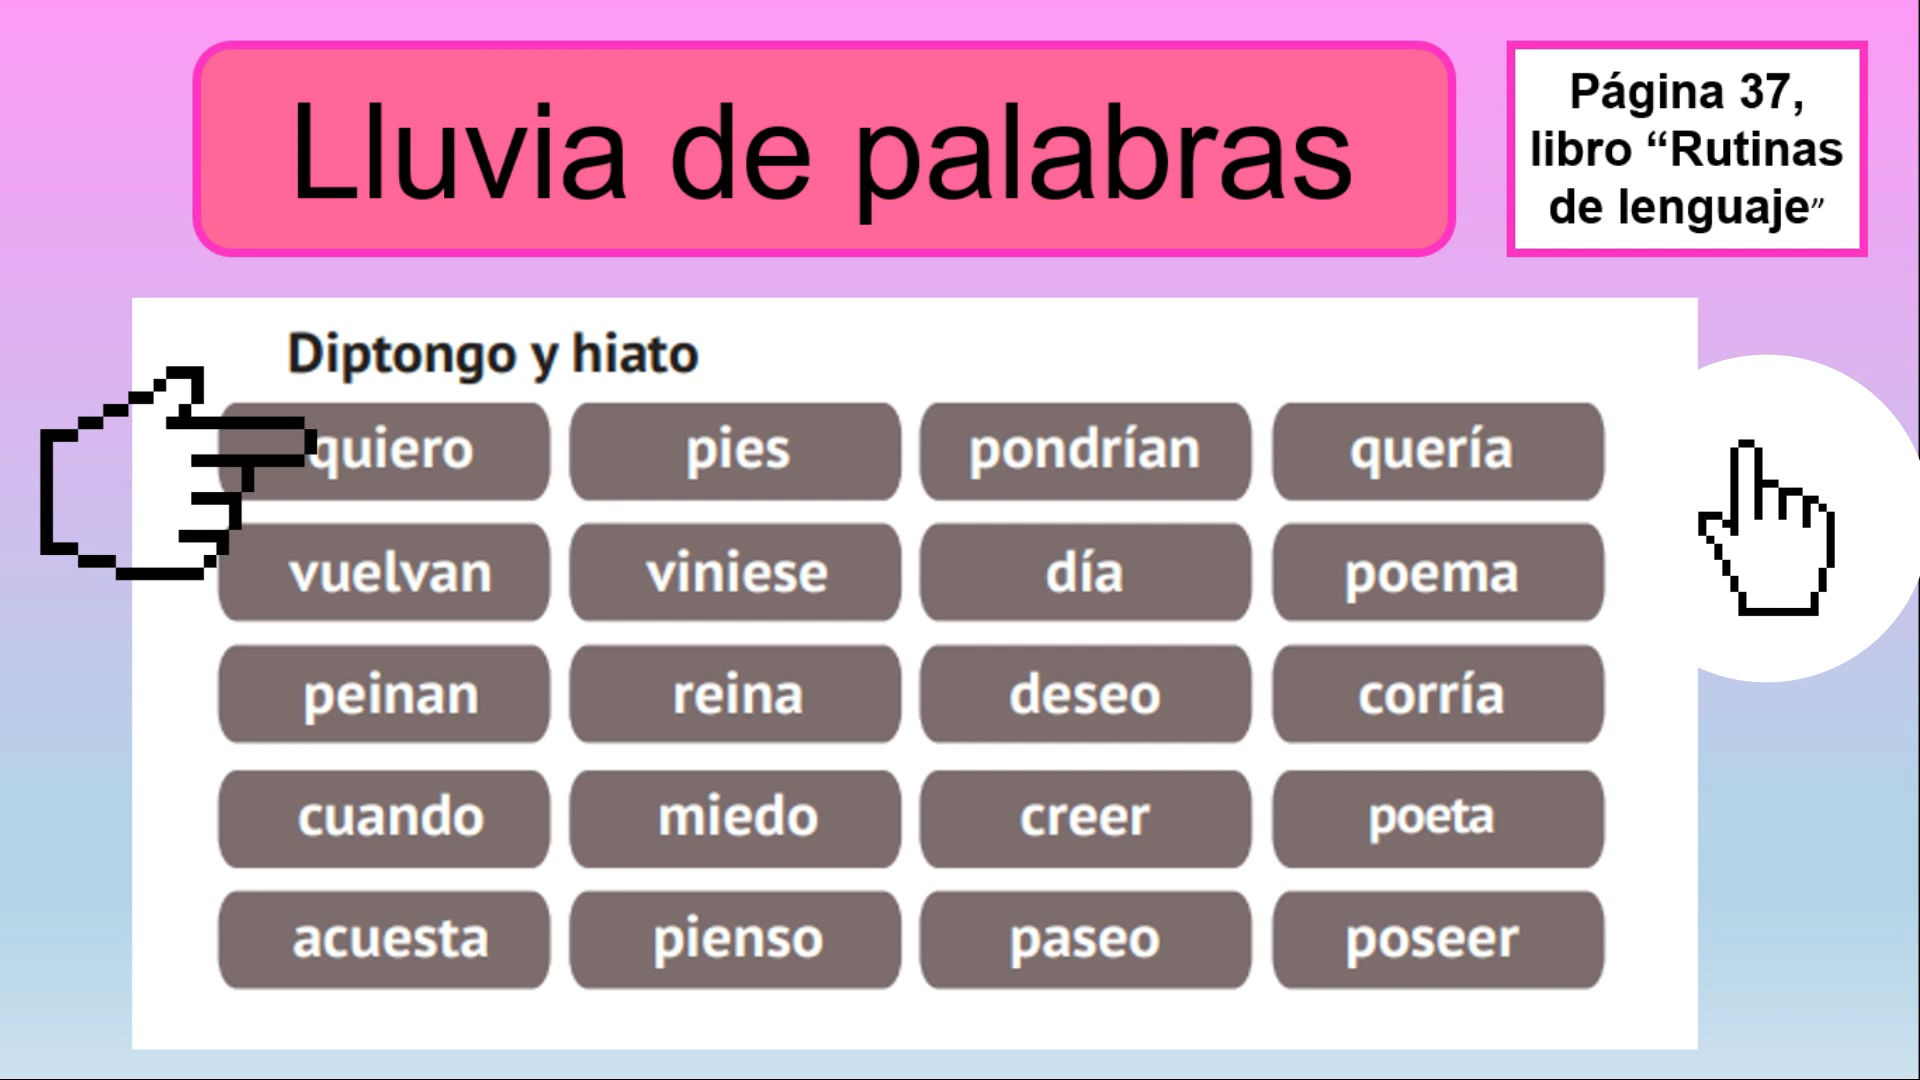 Lluvia de palabras
Página 37,
libro “Rutinas
de lenguaje”
Diptongo y hiato
quiero pies pondrían quería
vuelvan viniese día poema
peinan reina deseo corría
cuando miedo creer poeta
acuesta pienso paseo poseer